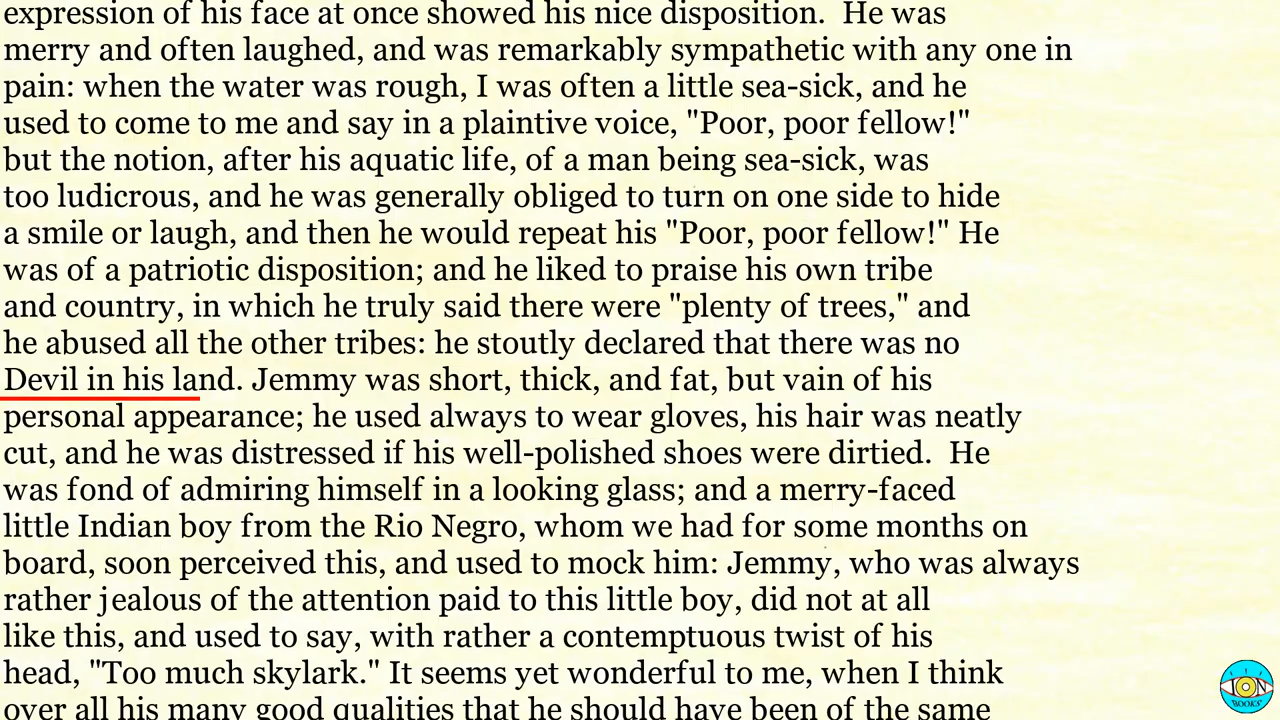 expression of his face at once showed his nice disposition.  He was
merry and often laughed, and was remarkably sympathetic with any one in
pain: when the water was rough, I was often a little sea-sick, and he
used to come to me and say in a plaintive voice, "Poor, poor fellow!"
but the notion, after his aquatic life, of a man being sea-sick, was
too ludicrous, and he was generally obliged to turn on one side to hide
a smile or laugh, and then he would repeat his "Poor, poor fellow!" He
was of a patriotic disposition; and he liked to praise his own tribe
and country, in which he truly said there were "plenty of trees," and
he abused all the other tribes: he stoutly declared that there was no
Devil in his land. Jemmy was short, thick, and fat, but vain of his
personal appearance; he used always to wear gloves, his hair was neatly
cut, and he was distressed if his well-polished shoes were dirtied.  He
was fond of admiring himself in a looking glass; and a merry-faced
little Indian boy from the Rio Negro, whom we had for some months on
board, soon perceived this, and used to mock him: Jemmy, who was always
rather jealous of the attention paid to this little boy, did not at all
like this, and used to say, with rather a contemptuous twist of his
head, "Too much skylark." It seems yet wonderful to me, when I think
over all his many good qualities that he should have been of the same
ION
BOOKS